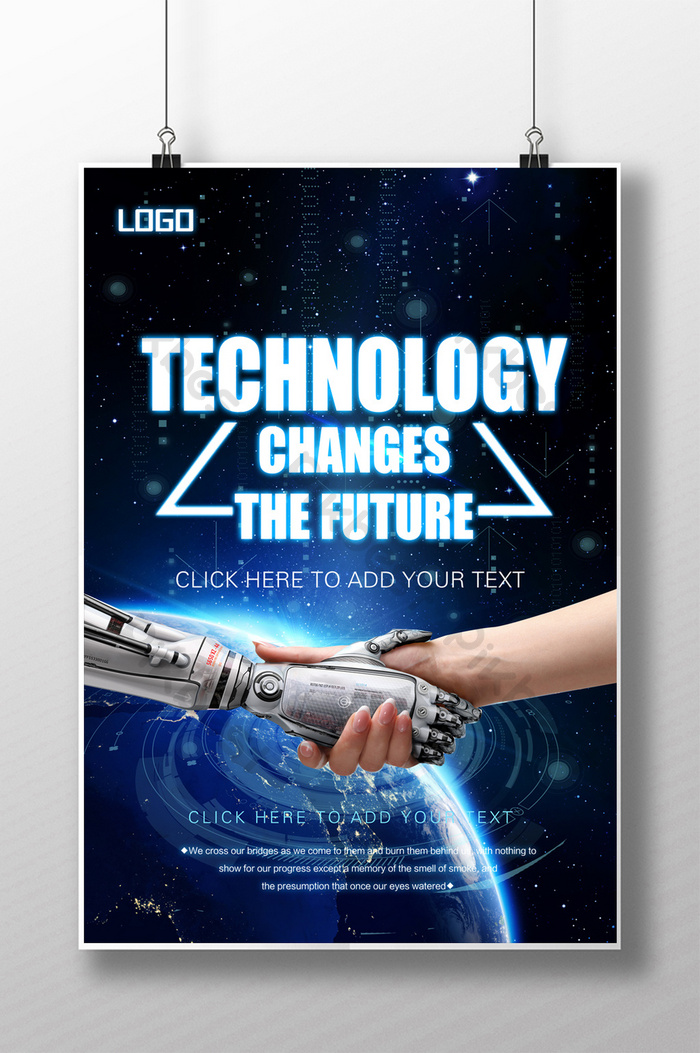 LOGO
TECHNOLOGY
CHANGES
THE FUTURE
CLICK HERE TO ADD YOUR TEXT
CLICK HERE TO ADD YOUR TEXT
◆We cross our bridges as we come to them and burn them behind us, with nothing to
show for our progress except a memory of the smell of smoke, and
the presumption that once our eyes watered◆